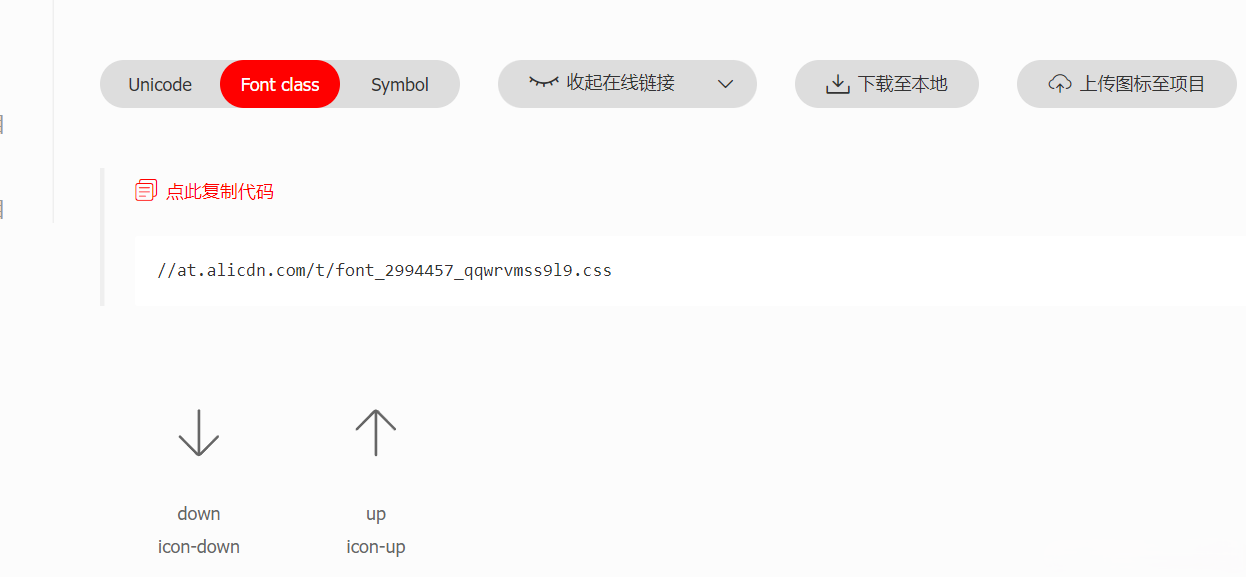 Unicode Font class Symbol 收起在线链接 下载至本地 上传图标至项目
点此复制代码
//at.alicdn.com/t/font_2994457_qqwrvmss9l9.css
down up
icon-down icon-up